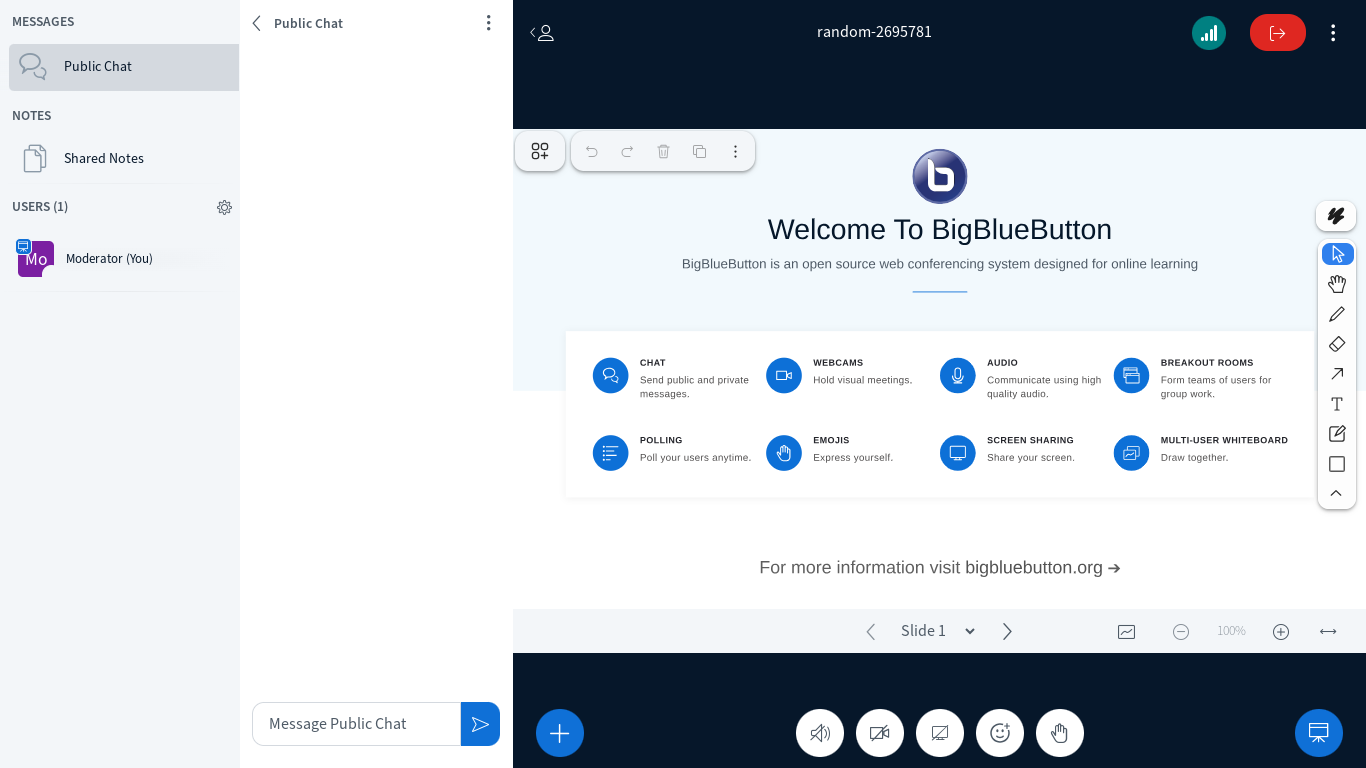 MESSAGES
Public Chat
NOTES
Shared Notes
USERS (1)
Mo
Moderator (You)
Public Chat
Message Public Chat
random-2695781
Welcome To BigBlueButton
BigBlueButton is an open source web conferencing system designed for online learning
CHAT
Send public and private
messages.
WEBCAMS
Hold visual meetings.
AUDIO
Communicate using high
quality audio.
BREAKOUT ROOMS
Form teams of users for
group work.
POLLING
Poll your users anytime.
EMOJIS
Express yourself.
SCREEN SHARING
Share your screen.
MULTI-USER WHITEBOARD
Draw together.
For more information visit bigbluebutton.org →
Slide 1
100%